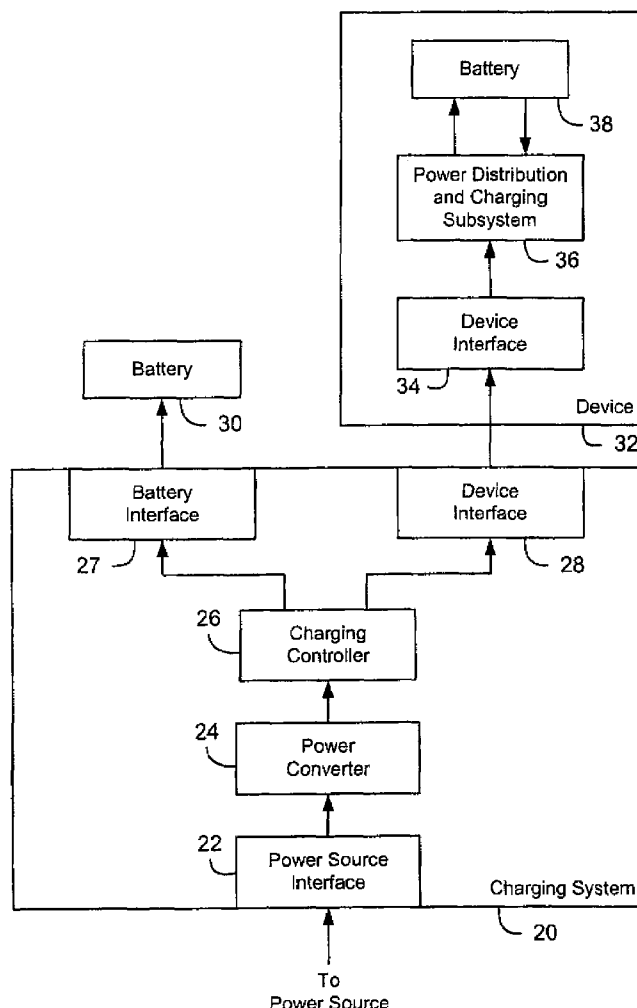 Battery
38
Power Distribution
and Charging
Subsystem
36
Device
Interface
34
Battery
30
Device
32
Battery
Interface
27
Device
Interface
28
26
Charging
Controller
24
Power
Converter
22
Power Source
Interface
Charging System
20
To
Power Source